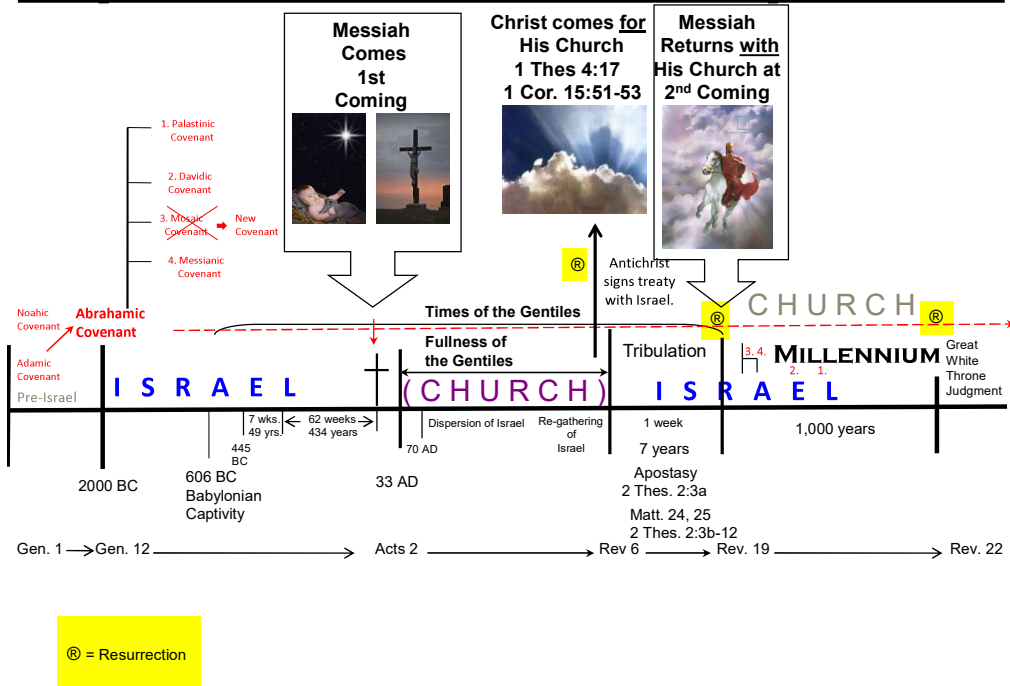 Messiah
Comes
1st
Coming
Christ comes for
His Church
1 Thes 4:17
1 Cor. 15:51-53
Messiah
Returns with
His Church at
2nd Coming
1. Palastinic
Covenant
2. Davidic
Covenant
3. Mosaic
Covenant
New
Covenant
4. Messianic
Covenant
Noahic
Covenant
Abrahamic
Covenant
Adamic
Covenant
Pre-Israel
®
Antichrist
signs treaty
with Israel.
®
CHURCH
®
Times of the Gentiles
Fullness of
the Gentiles
Tribulation
3. 4.
MILLENNIUM
2. 1.
Great
White
Throne
Judgment
ISRAEL
(CHURCH)
ISRAEL
7 wks.
49 yrs.
62 weeks
434 years
445
BC
70 AD
Dispersion of Israel
Re-gathering
of
Israel
1 week
7 years
1,000 years
2000 BC
606 BC
Babylonian
Captivity
33 AD
Apostasy
2 Thes. 2:3a
Matt. 24, 25
2 Thes. 2:3b-12
Gen. 1
Gen. 12
Acts 2
Rev 6
Rev. 19
Rev. 22
® = Resurrection